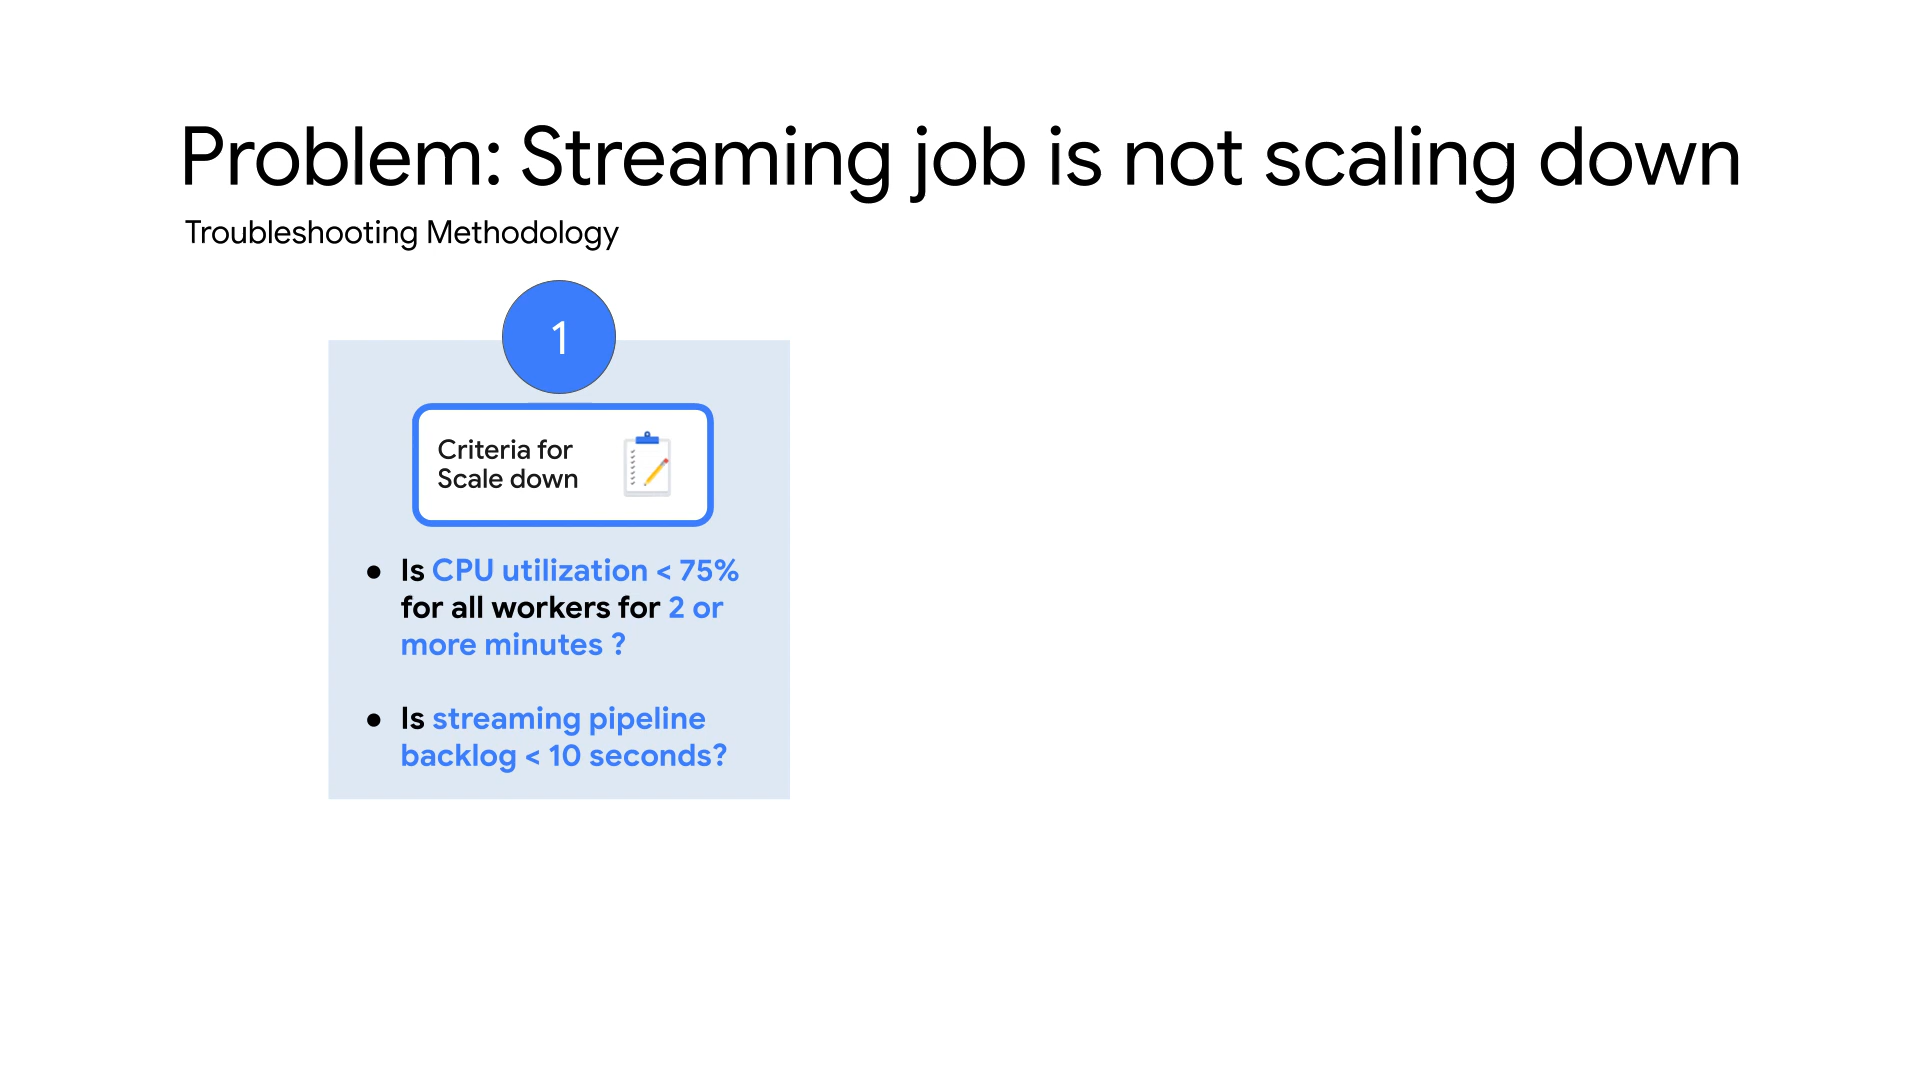 Problem: Streaming job is not scaling down
Troubleshooting Methodology
1
Criteria for
Scale down
● Is CPU utilization < 75%
for all workers for 2 or
more minutes ?
● Is streaming pipeline
backlog < 10 seconds?